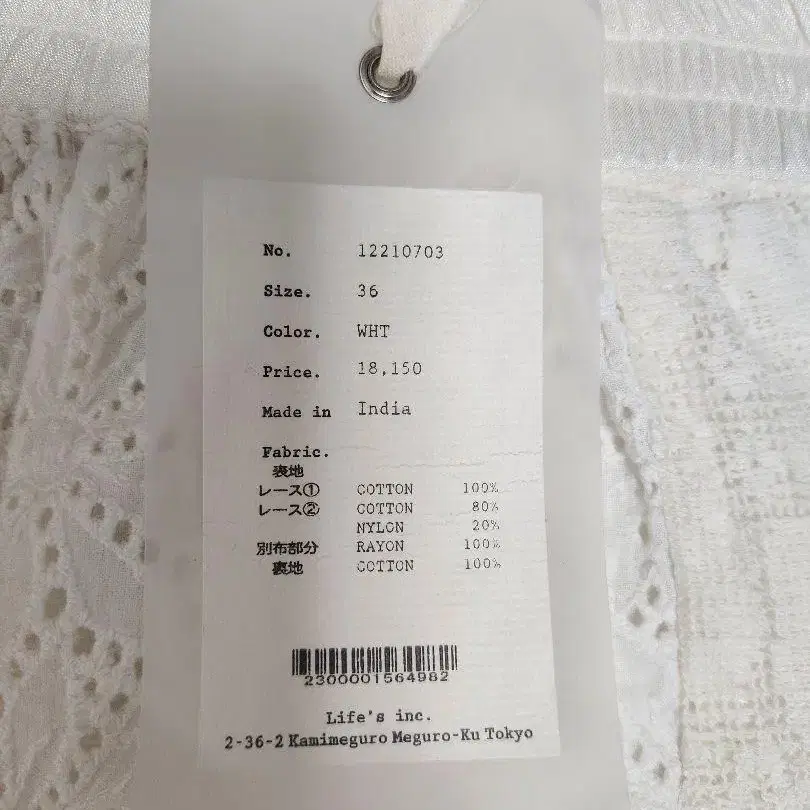 No. 12210703
Size. 36
Color. WHT
Price. 18,150
Made in India
Fabric.
表地
レース① COTTON 100%
レース② COTTON 80%
NYLON 20%
別布部分 RAYON 100%
裏地 COTTON 100%
2300001564982
Life's inc.
2-36-2 Kamimeguro Meguro-Ku Tokyo